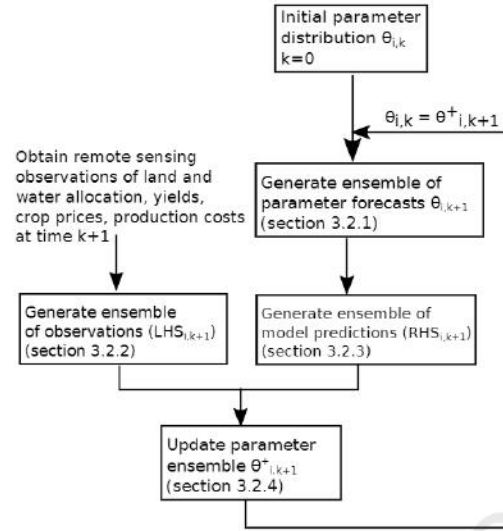 Initial parameter
distribution θi,k
k=0
θi,k = θ+i,k+1
Obtain remote sensing
observations of land and
water allocation, yields,
crop prices, production costs
at time k+1
Generate ensemble of
parameter forecasts θi,k+1
(section 3.2.1)
Generate ensemble
of observations (LHSi,k+1)
(section 3.2.2)
Generate ensemble of
model predictions (RHSi,k+1)
(section 3.2.3)
Update parameter
ensemble θ+i,k+1
(section 3.2.4)